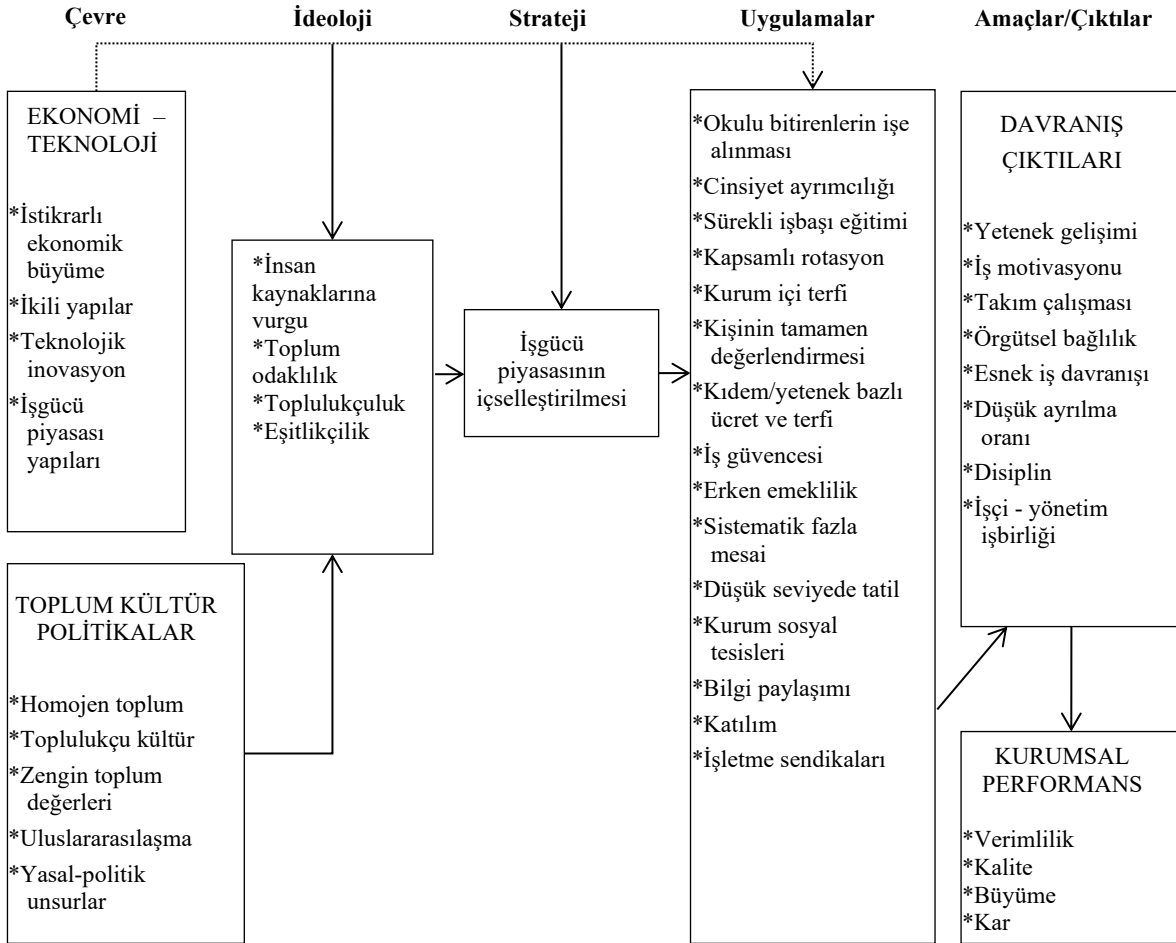 Çevre
İdeoloji
Strateji
Uygulamalar
Amaçlar/Çıktılar
EKONOMİ –
TEKNOLOJİ
*İstikrarlı
ekonomik
büyüme
*İkili yapılar
*Teknolojik
inovasyon
*İşgücü
piyasası
yapıları
TOPLUM KÜLTÜR
POLİTİKALAR
*Homojen toplum
*Toplulukçu kültür
*Zengin toplum
değerleri
*Uluslararasılaşma
*Yasal-politik
unsurlar
*İnsan
kaynaklarına
vurgu
*Toplum
odaklılık
*Toplulukçuluk
*Eşitlikçilik
İşgücü
piyasasının
içselleştirilmesi
*Okulu bitirenlerin işe
alınması
*Cinsiyet ayrımcılığı
*Sürekli işbaşı eğitimi
*Kapsamlı rotasyon
*Kurum içi terfi
*Kişinin tamamen
değerlendirmesi
*Kıdem/yetenek bazlı
ücret ve terfi
*İş güvencesi
*Erken emeklilik
*Sistematik fazla
mesai
*Düşük seviyede tatil
*Kurum sosyal
tesisleri
*Bilgi paylaşımı
*Katılım
*İşletme sendikaları
DAVRANIŞ
ÇIKTILARI
*Yetenek gelişimi
*İş motivasyonu
*Takım çalışması
*Örgütsel bağlılık
*Esnek iş davranışı
*Düşük ayrılma
oranı
*Disiplin
*İşçi - yönetim
işbirliği
KURUMSAL
PERFORMANS
*Verimlilik
*Kalite
*Büyüme
*Kar